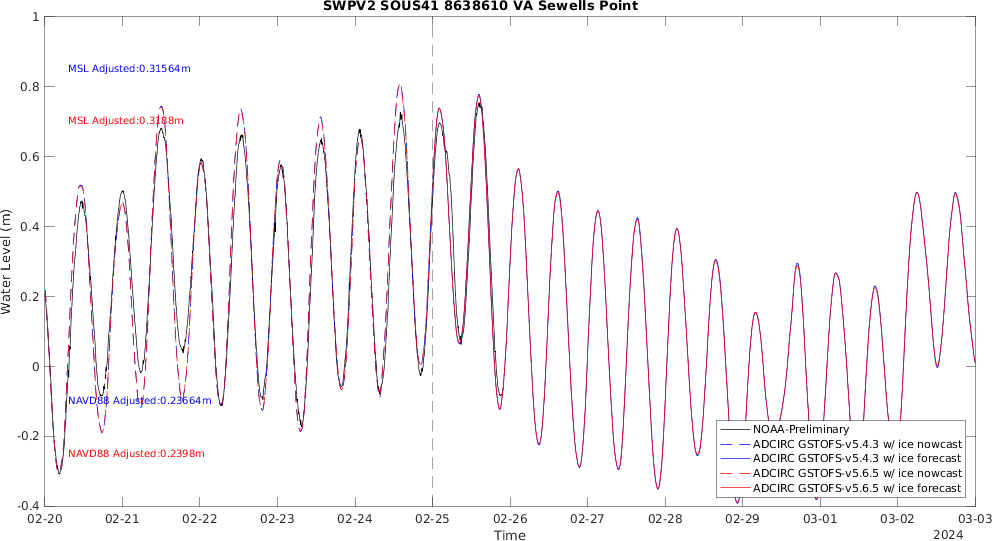 SWPV2 SOUS41 8638610 VA Sewells Point
1
0.8
0.6
0.4
0.2
0
-0.2
-0.4
Water Level (m)
MSL Adjusted:0.31564m
MSL Adjusted:0.3188m
NAVD88 Adjusted:0.23664m
NAVD88 Adjusted:0.2398m
NOAA-Preliminary
ADCIRC GSTOFS-v5.4.3 w/ ice nowcast
ADCIRC GSTOFS-v5.4.3 w/ ice forecast
ADCIRC GSTOFS-v5.6.5 w/ ice nowcast
ADCIRC GSTOFS-v5.6.5 w/ ice forecast
02-20 02-21 02-22 02-23 02-24 02-25 02-26 02-27 02-28 02-29 03-01 03-02 03-03
Time
2024